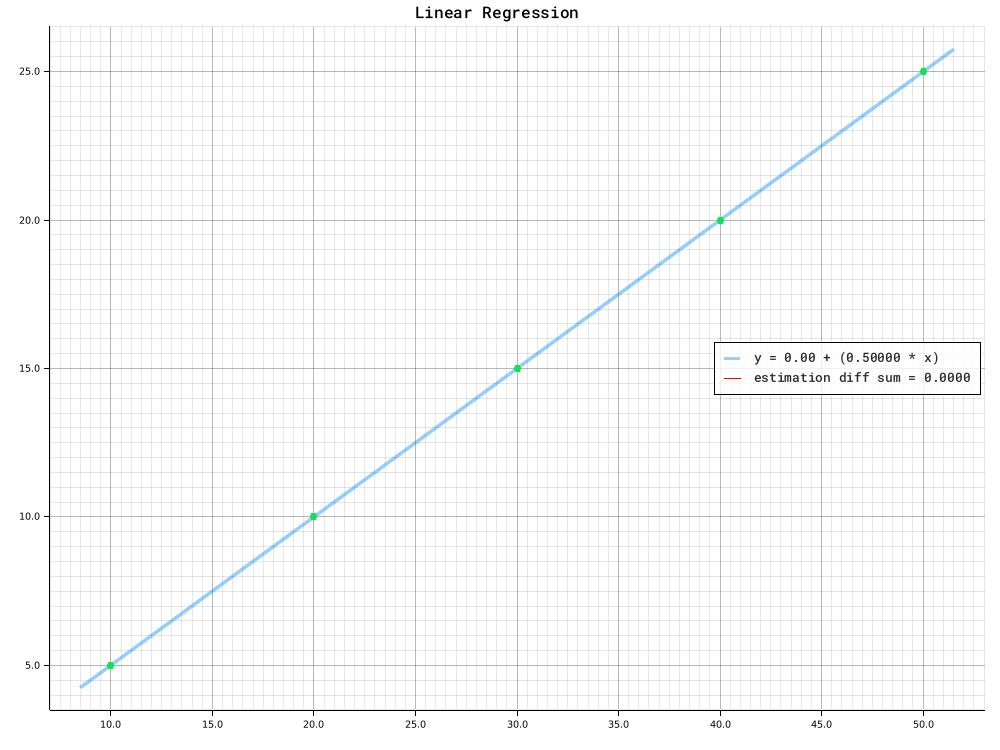 Linear Regression
25.0
20.0
15.0
10.0
5.0
y = 0.00 + (0.50000 * x)
estimation diff sum = 0.0000
10.0 15.0 20.0 25.0 30.0 35.0 40.0 45.0 50.0